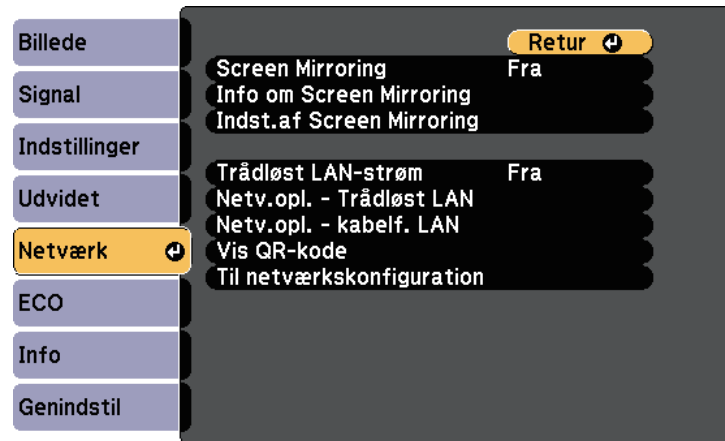 Billede
Signal
Indstillinger
Udvidet
Netværk
ECO
Info
Genindstil
Retur
Screen Mirroring Fra
Info om Screen Mirroring
Indst.af Screen Mirroring
Trådløst LAN-strøm Fra
Netv.opl. - Trådløst LAN
Netv.opl. - kabelf. LAN
Vis QR-kode
Til netværkskonfiguration